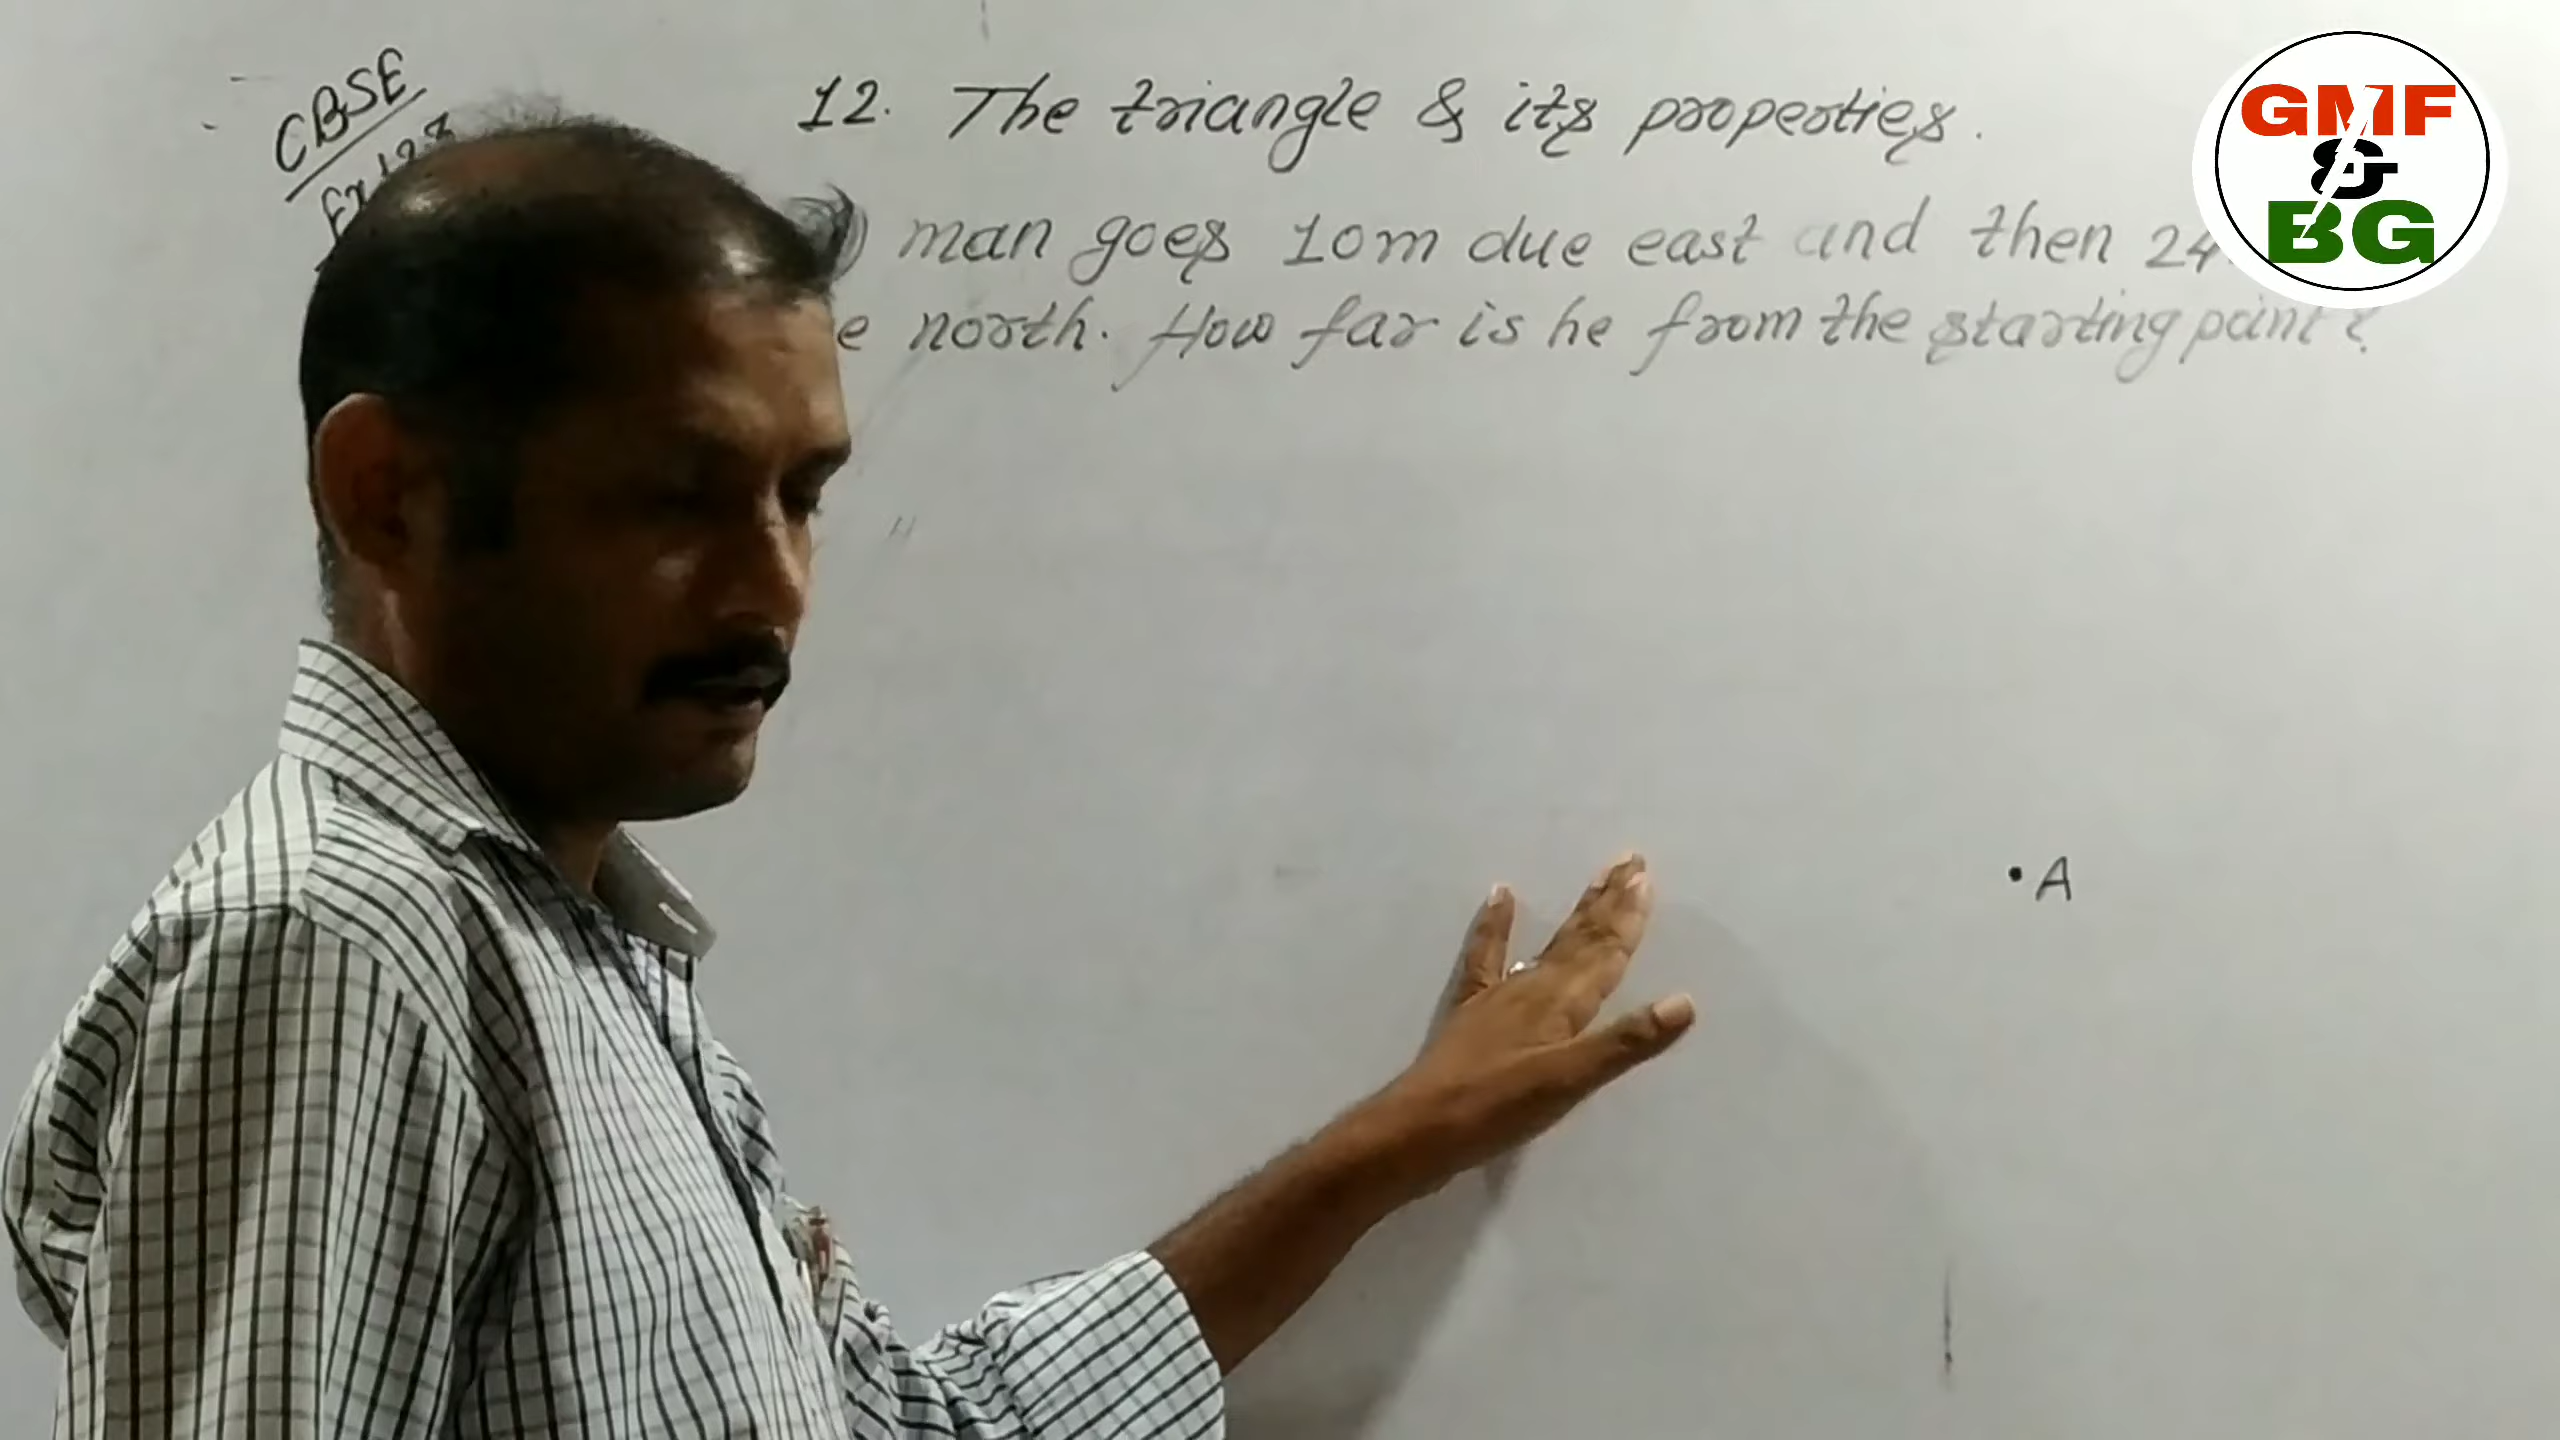 CBSE
12. The triangle & its properties.
man goes 10m due east and then 24
e north. How far is he from the starting point?
• A
GMF
&
BG